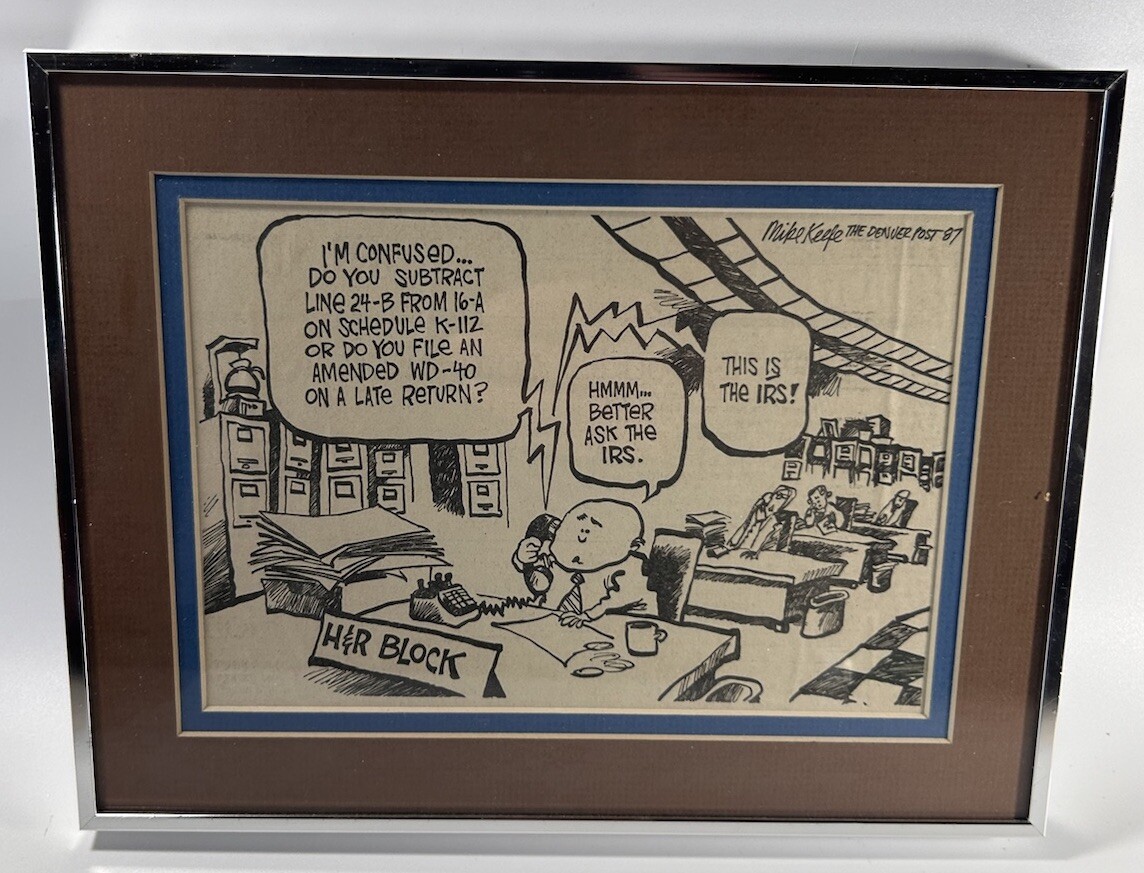 I'M CONFUSED...
DO YOU SUBTRACT
LINE 24-B FROM 16-A
ON SCHEDULE K-112
OR DO YOU FILE AN
AMENDED WD-40
ON A LATE RETURN?
HMMM...
BETTER
ASK THE
IRS.
THIS IS
THE IRS!
Mike Keefe THE DENVER POST 87
H&R BLOCK